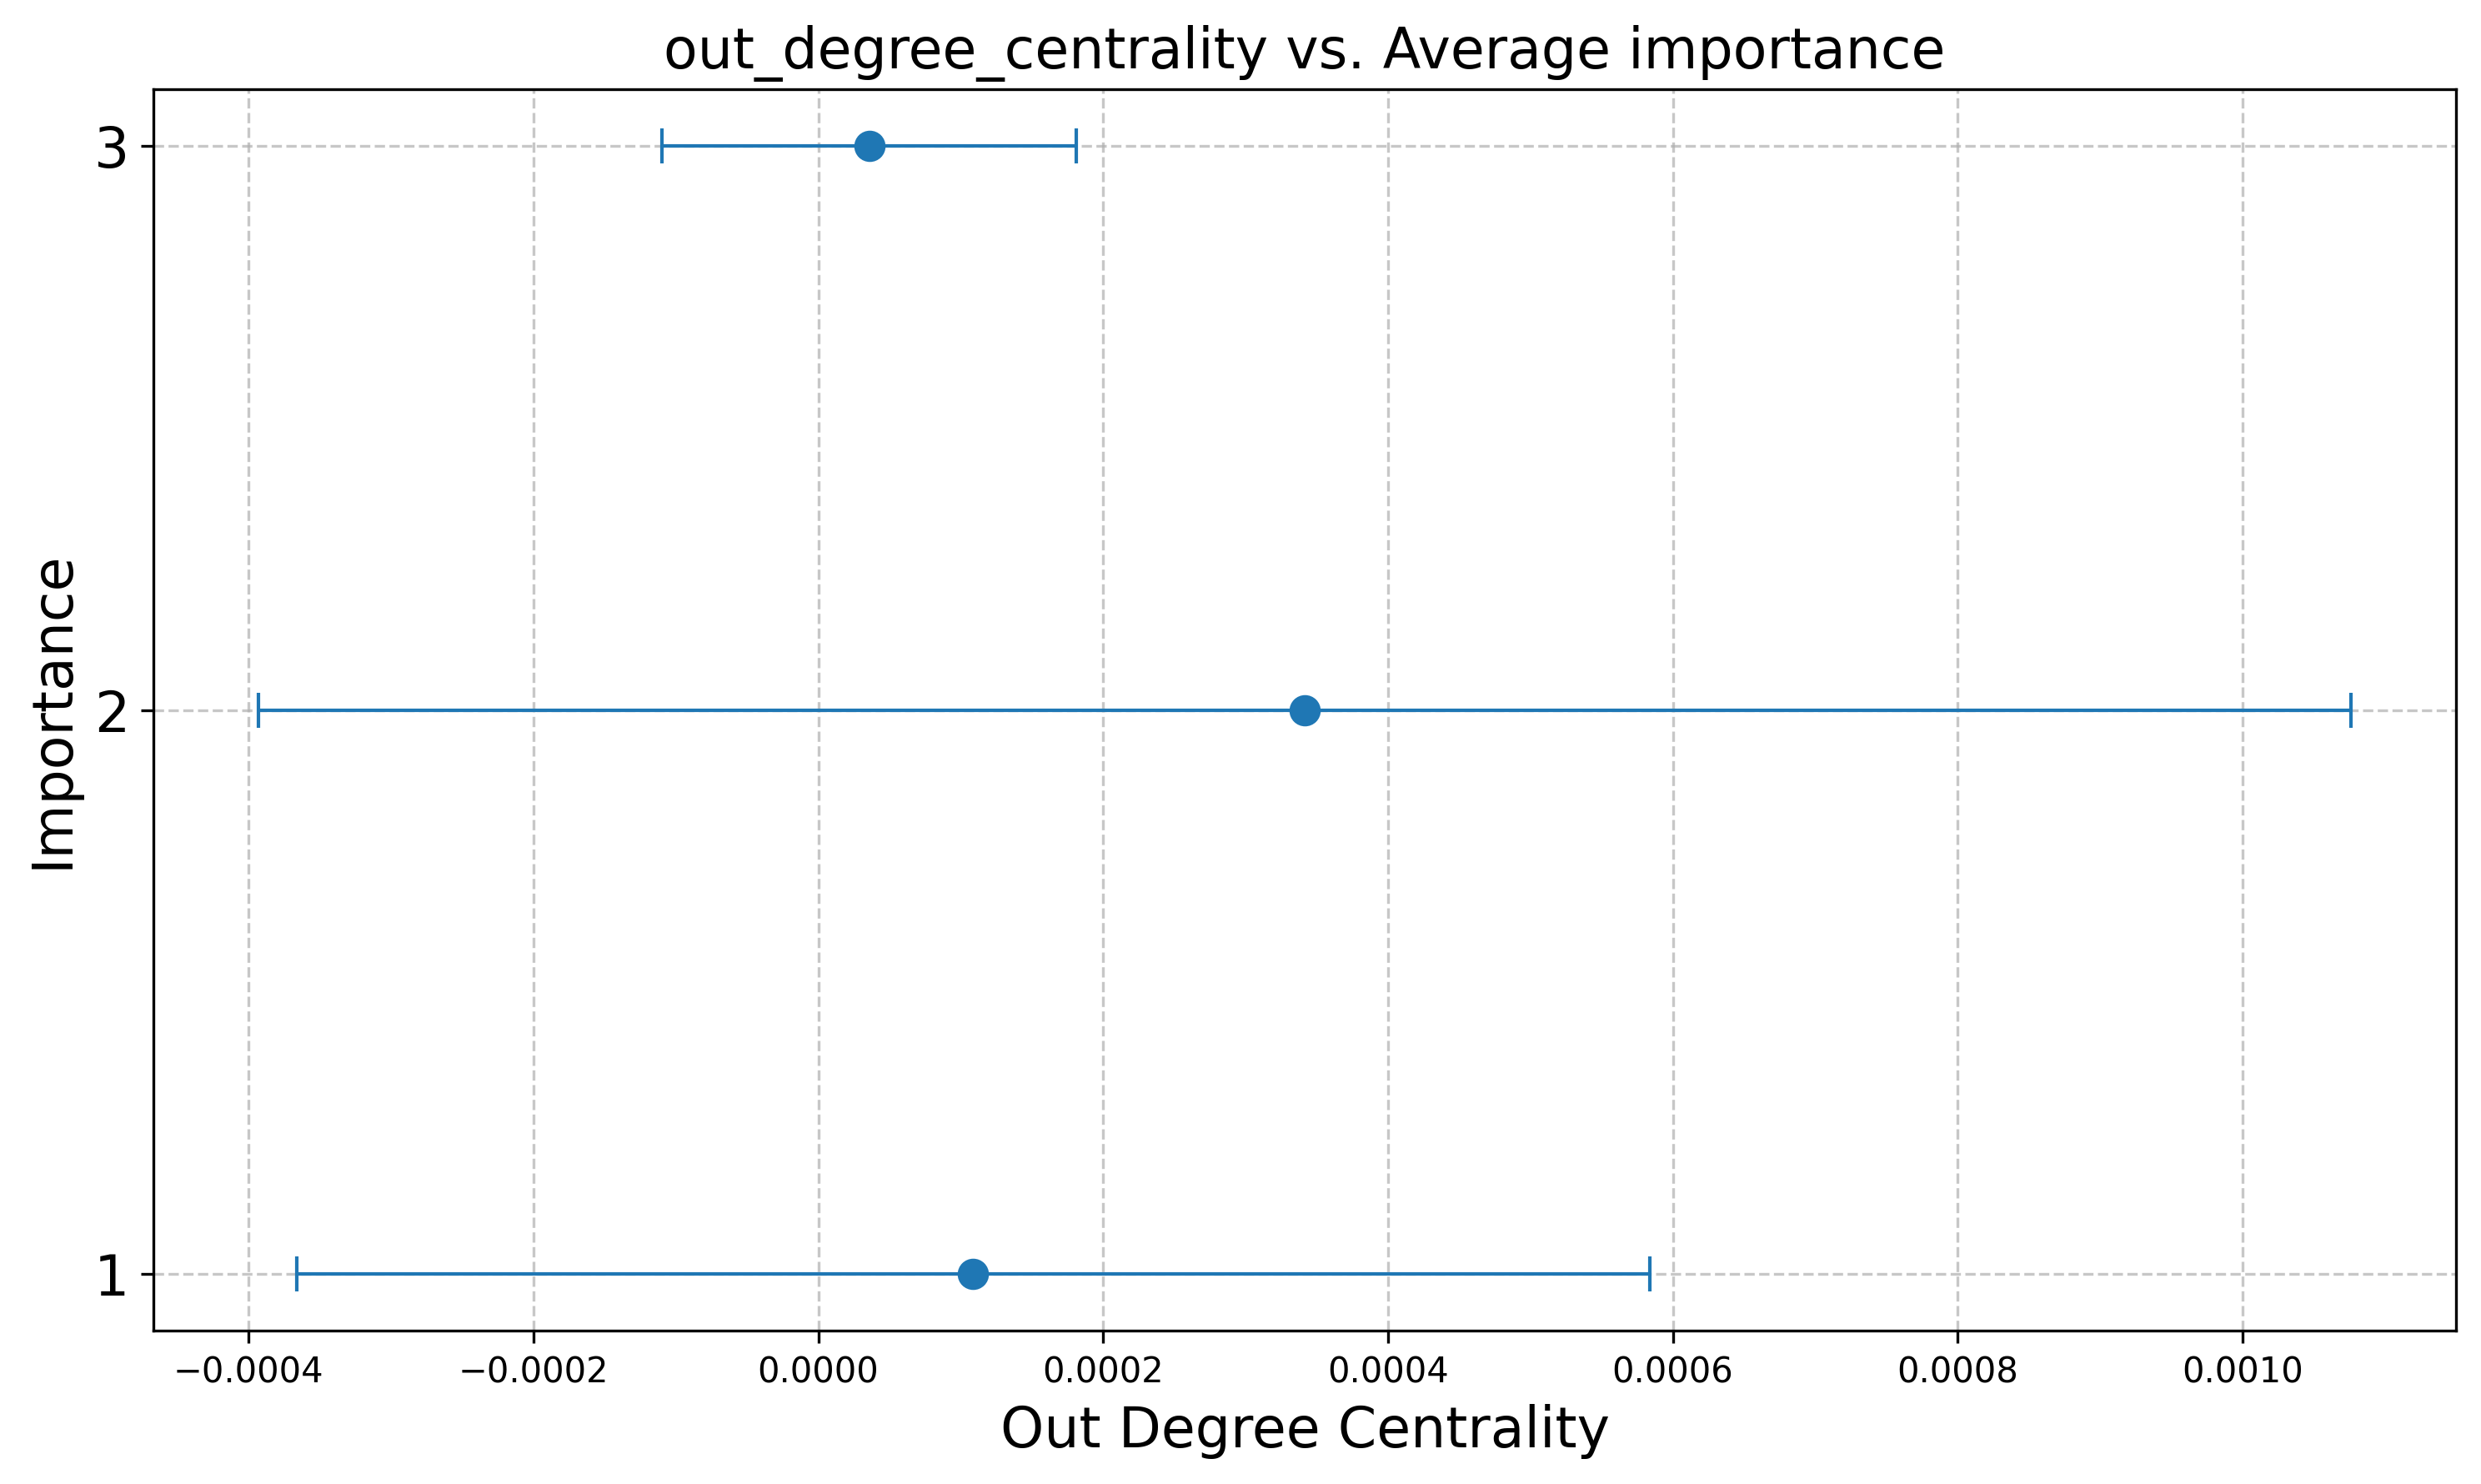 out_degree_centrality vs. Average importance
3
2
1
Importance
−0.0004 −0.0002 0.0000 0.0002 0.0004 0.0006 0.0008 0.0010
Out Degree Centrality